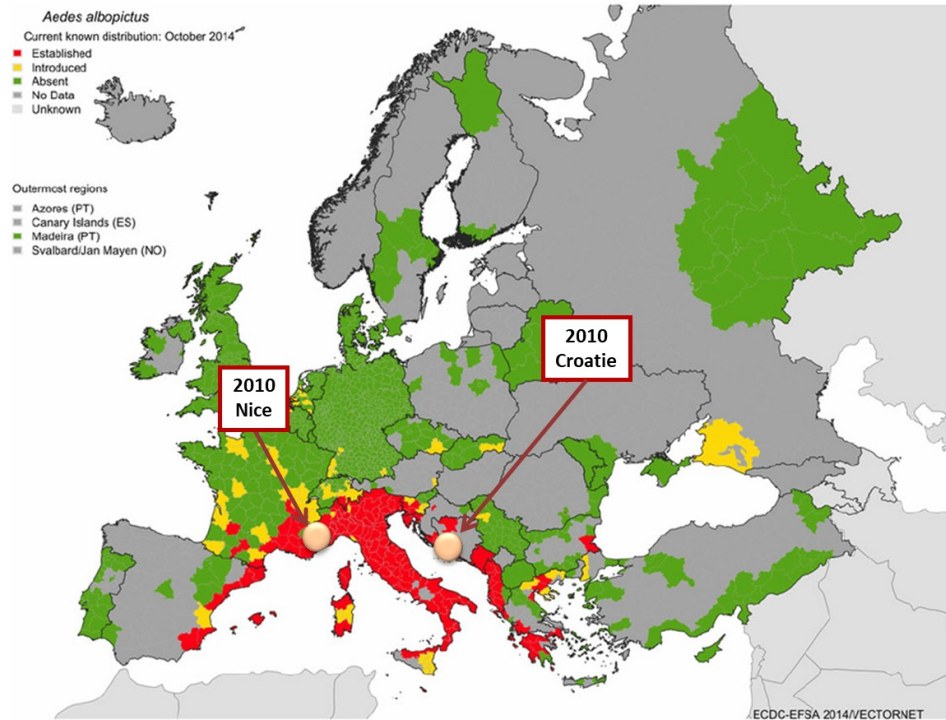 Aedes albopictus
Current known distribution: October 2014
Established
Introduced
Absent
No Data
Unknown
Outermost regions
Azores (PT)
Canary Islands (ES)
Madeira (PT)
Svalbard/Jan Mayen (NO)
2010
Croatie
2010
Nice
ECDC-EFSA 2014/VECTORNET